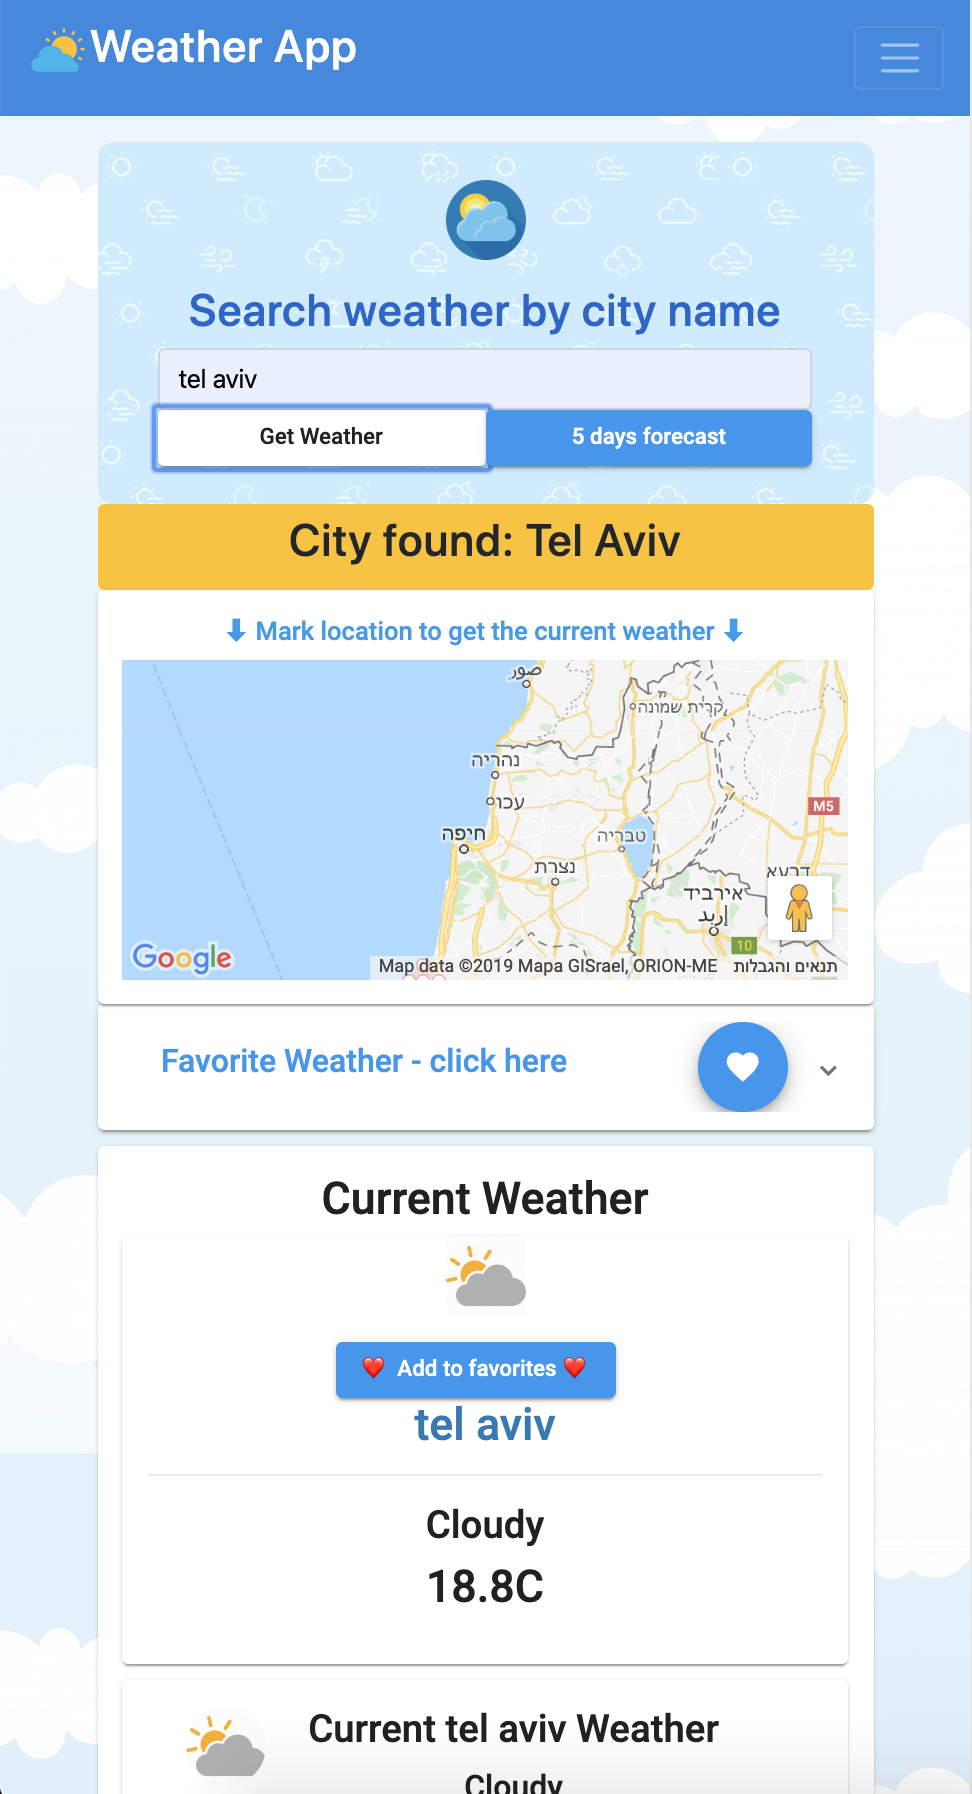 Weather App
Search weather by city name
tel aviv
Get Weather
5 days forecast
City found: Tel Aviv
⬇ Mark location to get the current weather ⬇
صور
קרית שמונה
נהריה
עכו
M5
חיפה
טבריה
נצרת
דרעא
אירביד
إربد
10
Google
Map data ©2019 Mapa GISrael, ORION-ME
תנאים והגבלות
Favorite Weather - click here
Current Weather
❤️ Add to favorites ❤️
tel aviv
Cloudy
18.8C
Current tel aviv Weather
Cloudy